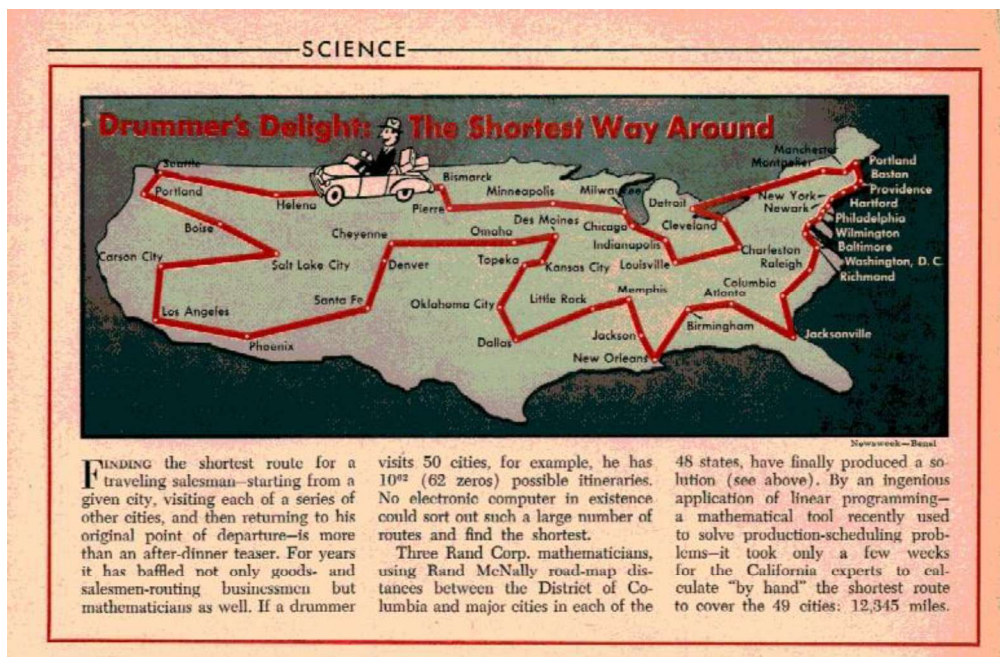 SCIENCE
Drummer's Delight: The Shortest Way Around
Seattle
Portland
Helena
Bismarck
Pierre
Minneapolis
Milwaukee
Manchester
Montpelier
Portland
Bastan
Providence
Hartford
New York
Newark
Philadelphia
Wilmington
Baltimore
Washington, D. C.
Richmond
Detroit
Cleveland
Chicago
Des Moines
Omaha
Indianapolis
Louisville
Charleston
Raleigh
Boise
Cheyenne
Carson City
Salt Lake City
Denver
Topeka
Kansas City
Columbia
Atlanta
Memphis
Little Rock
Oklahoma City
Santa Fe
Los Angeles
Phoenix
Dallas
Jackson
Birmingham
New Orleans
Jacksonville
Newsweek—Bensi
FINDING the shortest route for a
traveling salesman—starting from a
given city, visiting each of a series of
other cities, and then returning to his
original point of departure—is more
than an after-dinner teaser. For years
it has baffled not only goods- and
salesmen-routing businessmen but
mathematicians as well. If a drummer
visits 50 cities, for example, he has
10⁶² (62 zeros) possible itineraries.
No electronic computer in existence
could sort out such a large number of
routes and find the shortest.
Three Rand Corp. mathematicians,
using Rand McNally road-map dis-
tances between the District of Co-
lumbia and major cities in each of the
48 states, have finally produced a so-
lution (see above). By an ingenious
application of linear programming—
a mathematical tool recently used
to solve production-scheduling prob-
lems—it took only a few weeks
for the California experts to cal-
culate "by hand" the shortest route
to cover the 49 cities: 12,345 miles.